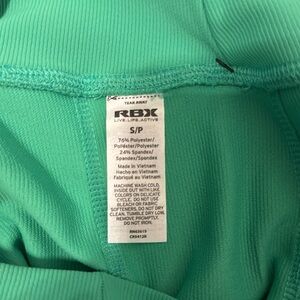 TEAR AWAY
RBX
LIVE.LIFE.ACTIVE
S/P
76% Polyester/
Poliéster/Polyester
24% Spandex/
Spandex/Spandex
Made in Vietnam
Hecho en Vietnam
Fabriqué au Vietnam
MACHINE WASH COLD,
INSIDE OUT WITH LIKE
COLORS ON DELICATE
CYCLE. DO NOT USE
BLEACH OR FABRIC
SOFTENERS. DO NOT DRY
CLEAN. TUMBLE DRY LOW.
REMOVE PROMPTLY.
DO NOT IRON.